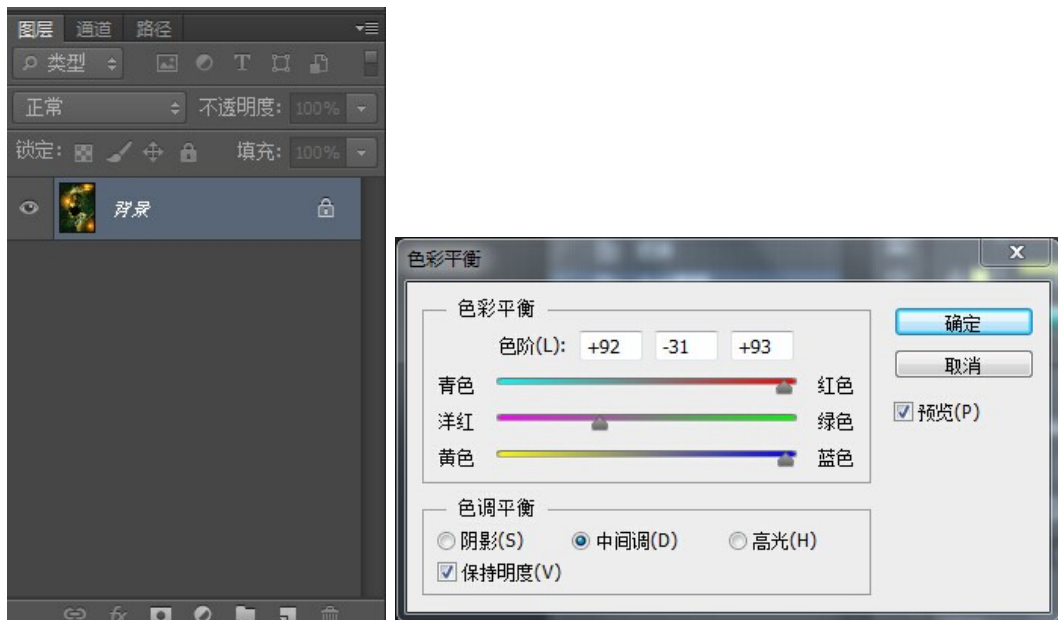 图层 通道 路径
类型 T
正常 不透明度: 100%
锁定: 填充: 100%
背景
fx
色彩平衡 X
色彩平衡
色阶(L): +92 -31 +93
青色 红色
洋红 绿色
黄色 蓝色
色调平衡
阴影(S) 中间调(D) 高光(H)
保持明度(V)
确定
取消
预览(P)